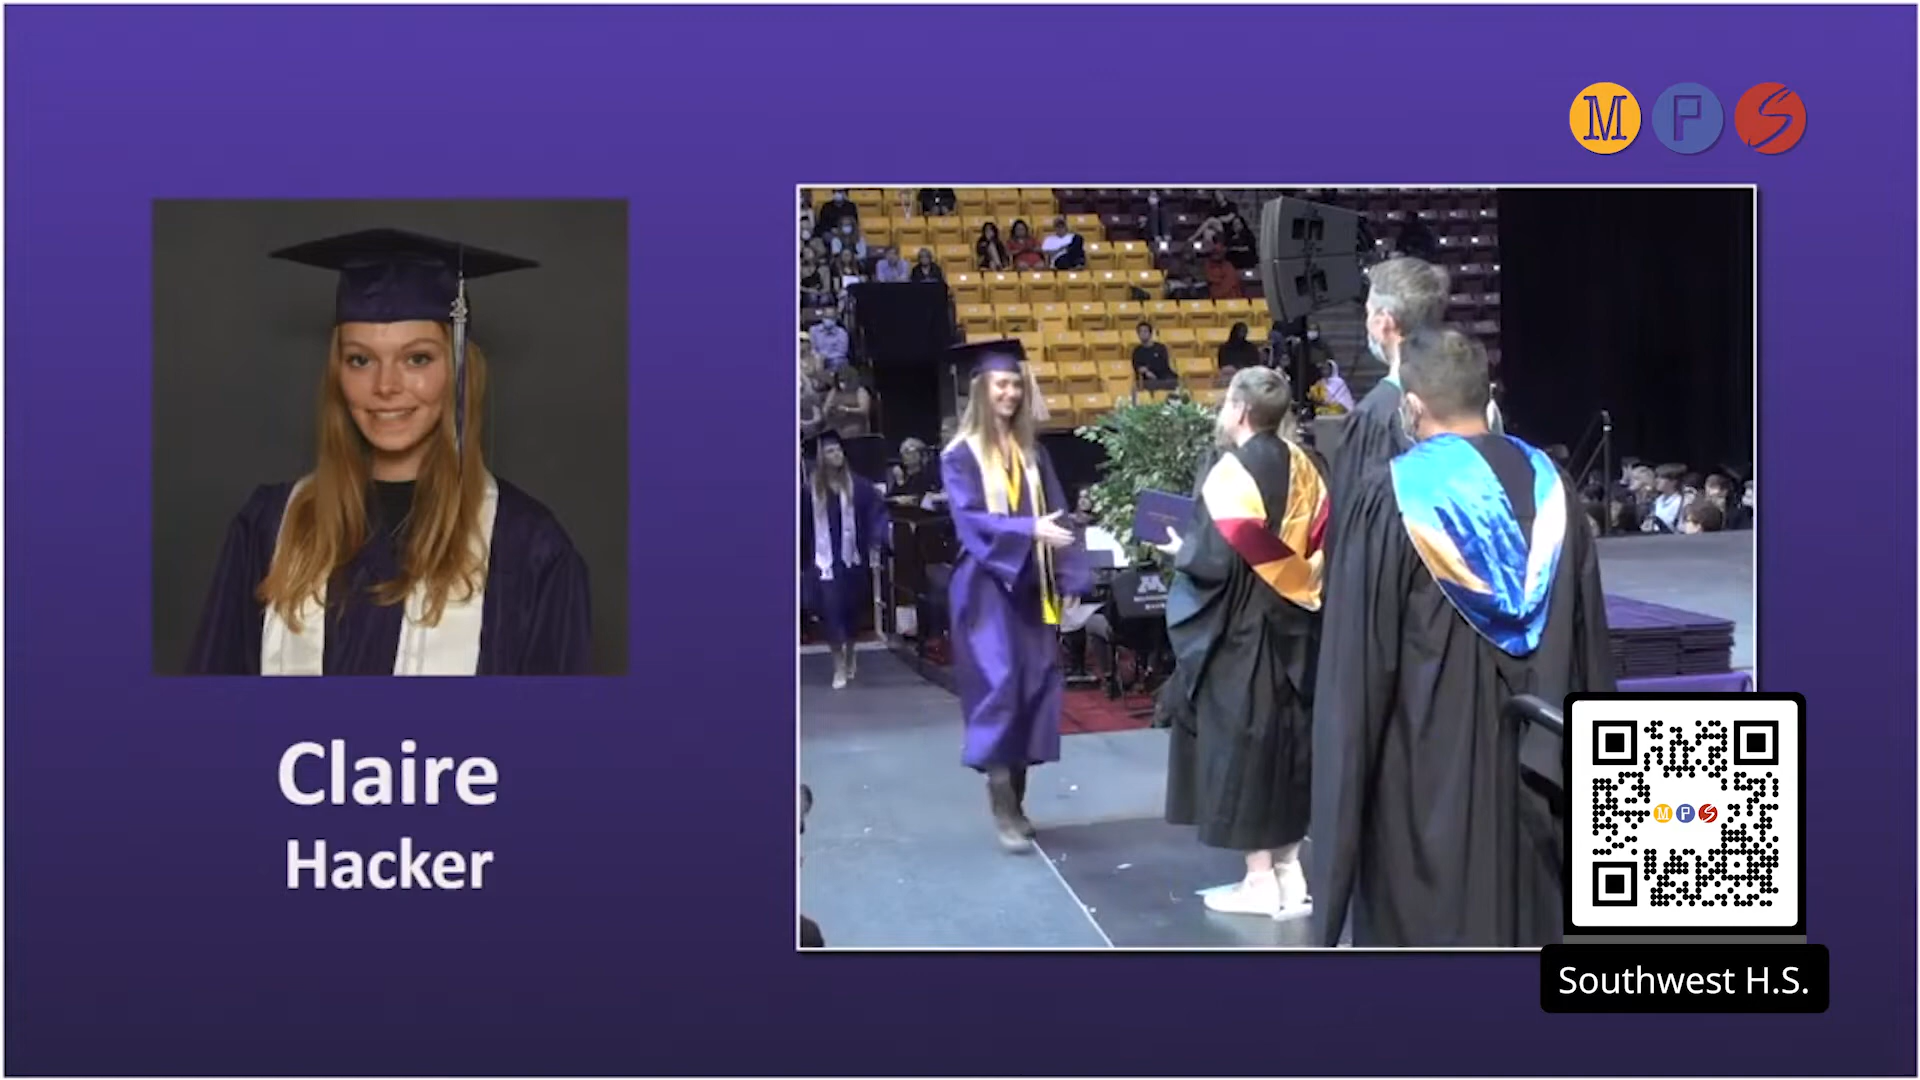 M P S
Claire
Hacker
M P S
Southwest H.S.